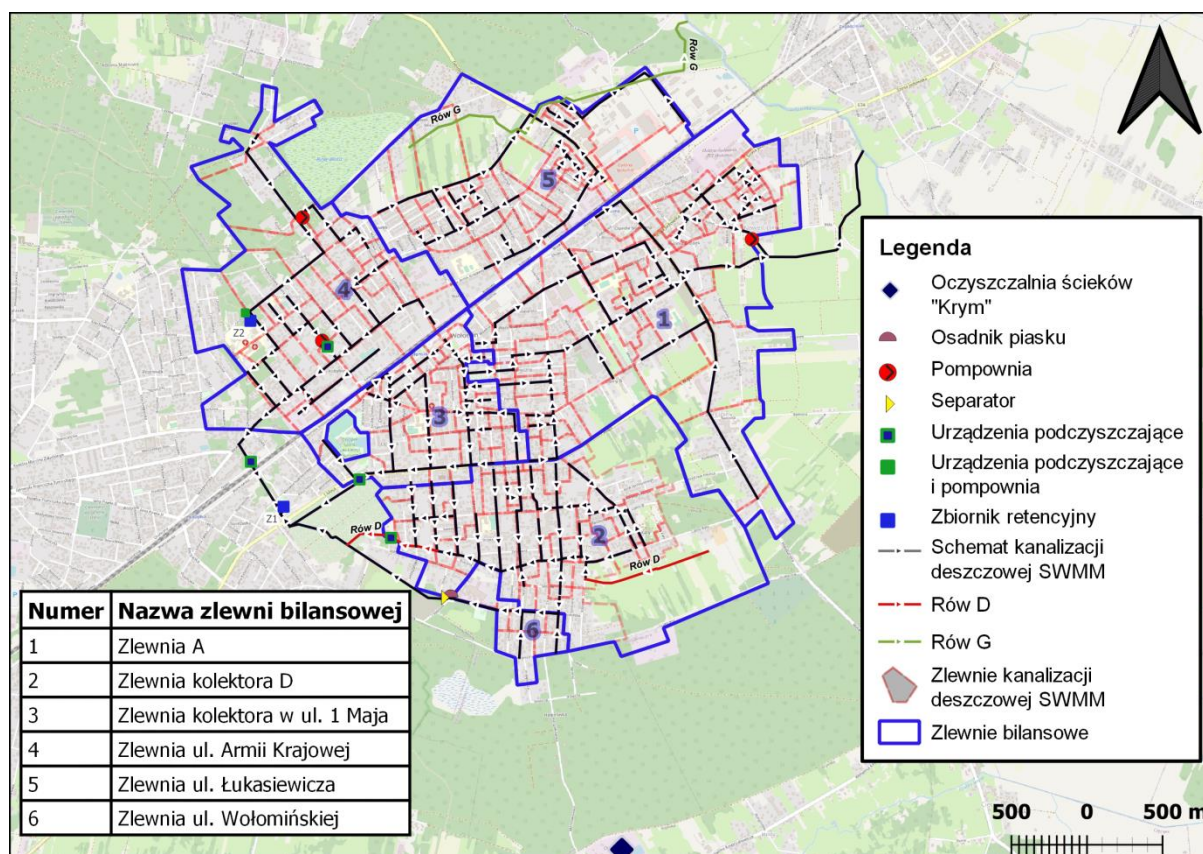 Rów G
Rów G
5
4
1
Z2
3
Z1
Rów D
2
Rów D
6
Legenda
Oczyszczalnia ścieków
"Krym"
Osadnik piasku
Pompownia
Separator
Urządzenia podczyszczające
Urządzenia podczyszczające
i pompownia
Zbiornik retencyjny
Schemat kanalizacji
deszczowej SWMM
Rów D
Rów G
Zlewnie kanalizacji
deszczowej SWMM
Zlewnie bilansowe
Numer Nazwa zlewni bilansowej
1 Zlewnia A
2 Zlewnia kolektora D
3 Zlewnia kolektora w ul. 1 Maja
4 Zlewnia ul. Armii Krajowej
5 Zlewnia ul. Łukasiewicza
6 Zlewnia ul. Wołomińskiej
500 0 500 m